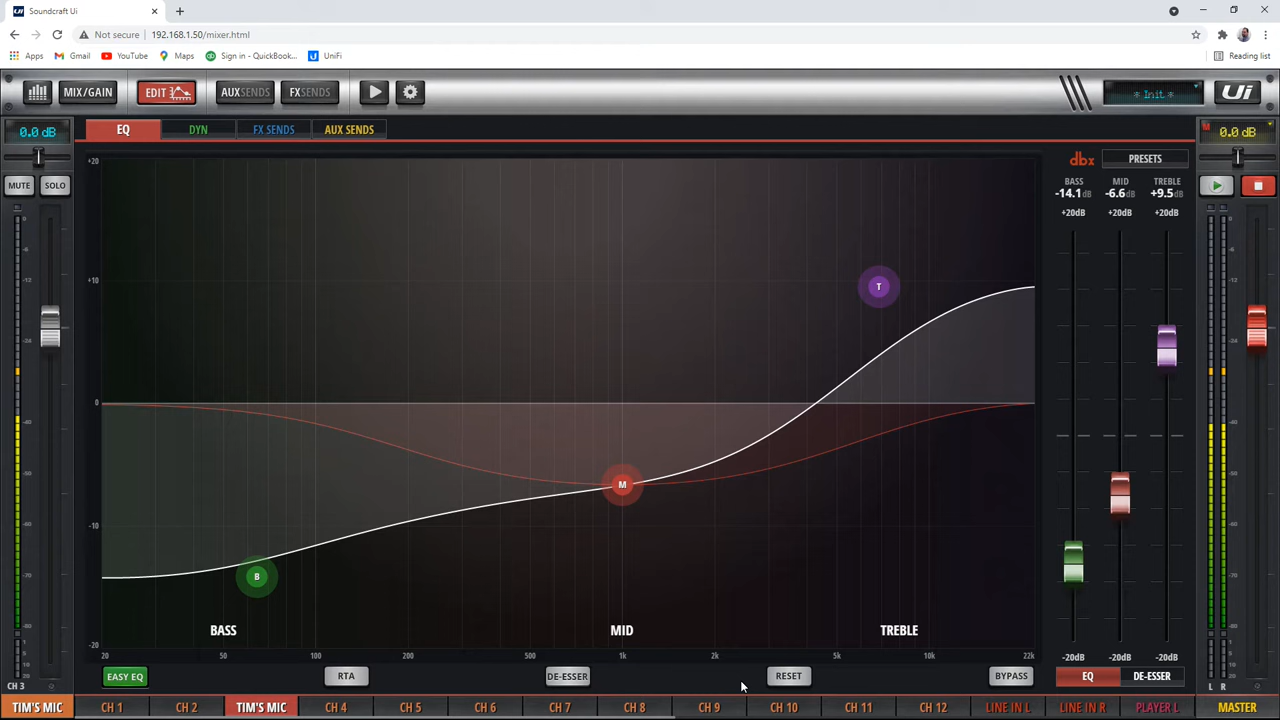 Soundcraft Ui
Not secure 192.168.1.50/mixer.html
Apps Gmail YouTube Maps Sign in - QuickBook... UniFi Reading list
MIX/GAIN EDIT AUXSENDS FXSENDS * Init * Ui
0.0 dB EQ DYN FX SENDS AUX SENDS M 0.0 dB
dbx PRESETS
MUTE SOLO BASS MID TREBLE
-14.1dB -6.6dB +9.5dB
+20dB +20dB +20dB
+20
+10
0
-10
-20
T
M
B
BASS MID TREBLE
20 50 100 200 500 1k 2k 5k 10k 22k
-20dB -20dB -20dB
EASY EQ RTA DE-ESSER RESET BYPASS EQ DE-ESSER
CH 3 L R
TIM'S MIC CH 1 CH 2 TIM'S MIC CH 4 CH 5 CH 6 CH 7 CH 8 CH 9 CH 10 CH 11 CH 12 LINE IN L LINE IN R PLAYER L MASTER